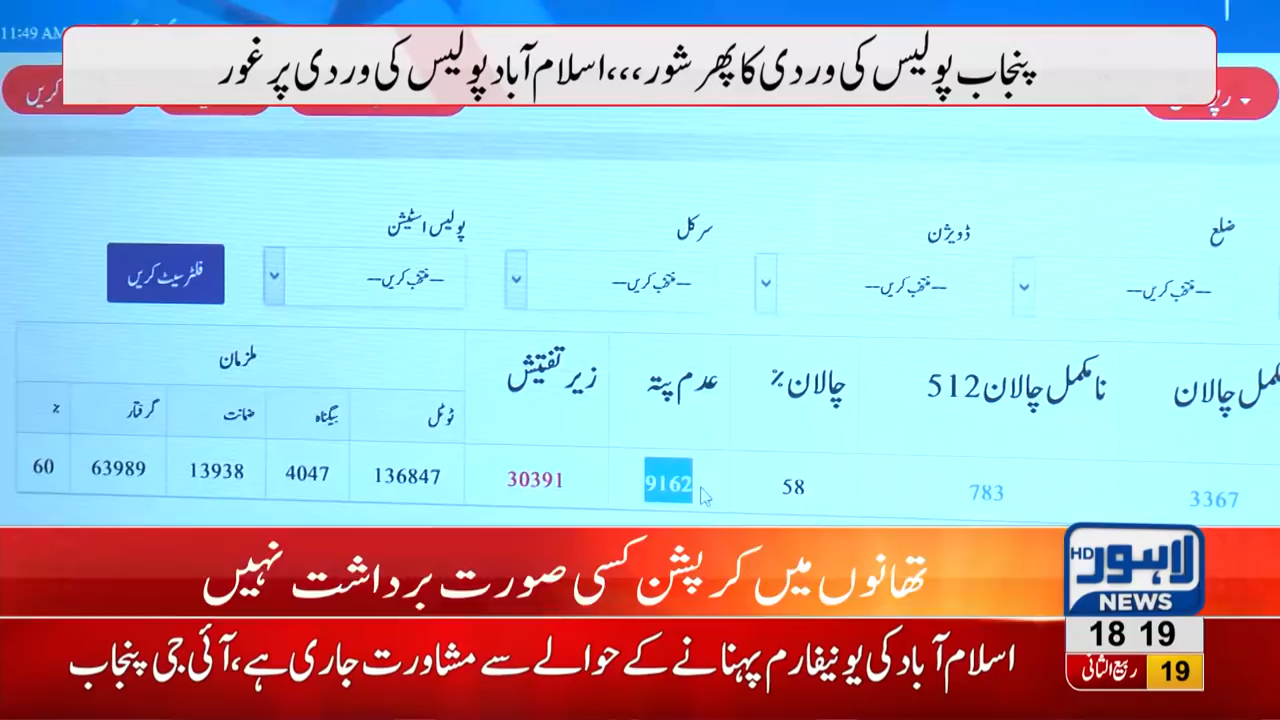 11:49 AM
پنجاب پولیس کی وردی کا پھر شور،،،اسلام آباد پولیس کی وردی پر غور
کریں
ضلع ڈویژن سرکل پولیس اسٹیشن
---منتخب کریں--- ---منتخب کریں--- ---منتخب کریں--- ---منتخب کریں--- فلٹر سیٹ کریں
مکمل چالان نامکمل چالان 512 چالان % عدم پتہ زیر تفتیش ملزمان
ٹوٹل بیگناہ ضمانت گرفتار %
3367 783 58 9162 30391 136847 4047 13938 63989 60
تھانوں میں کرپشن کسی صورت برداشت نہیں
لاہور HD
NEWS
18 19
19 ربیع الثانی
اسلام آباد کی یونیفارم پہنانے کے حوالے سے مشاورت جاری ہے، آئی جی پنجاب